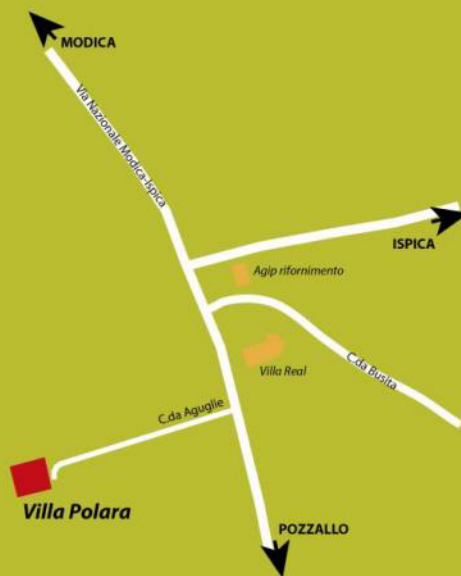 MODICA
Via Nazionale Modica-Ispica
ISPICA
Agip rifornimento
Villa Real
C.da Busita
C.da Aguglie
Villa Polara
POZZALLO